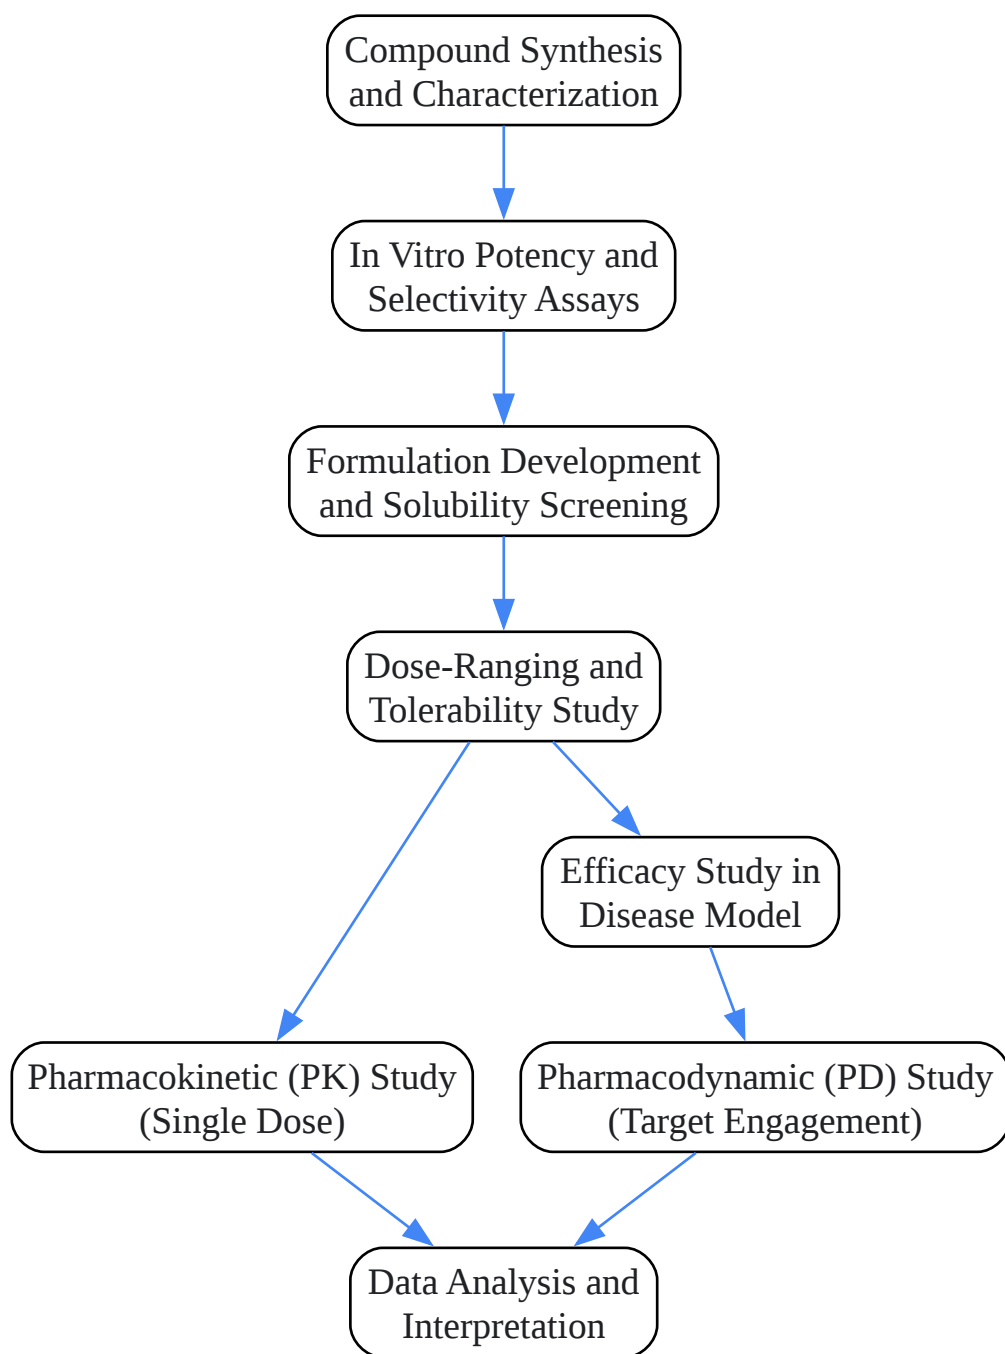 Compound Synthesis
and Characterization
In Vitro Potency and
Selectivity Assays
Formulation Development
and Solubility Screening
Dose-Ranging and
Tolerability Study
Efficacy Study in
Disease Model
Pharmacokinetic (PK) Study
(Single Dose)
Pharmacodynamic (PD) Study
(Target Engagement)
Data Analysis and
Interpretation